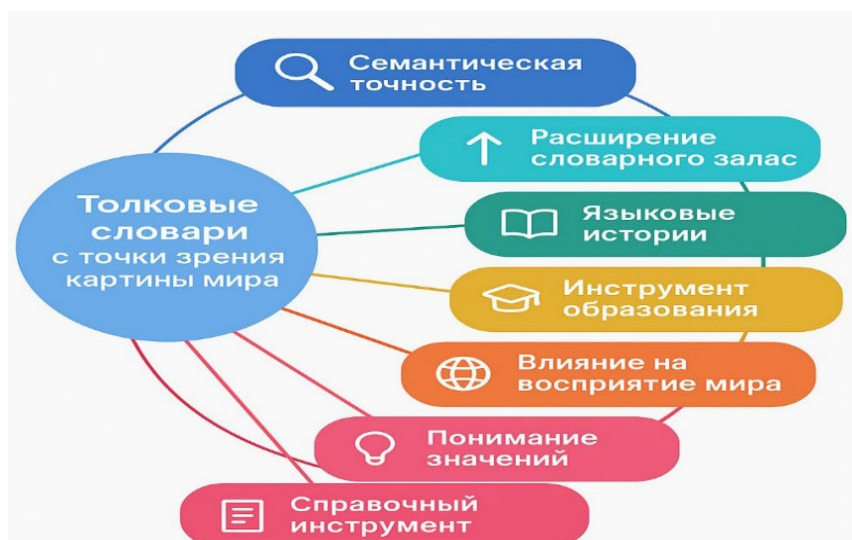 Семантическая
точность
Расширение
словарного залас
Толковые
словари
с точки зрения
картины мира
Языковые
истории
Инструмент
образования
Влияние на
восприятие мира
Понимание
значений
Справочный
инструмент